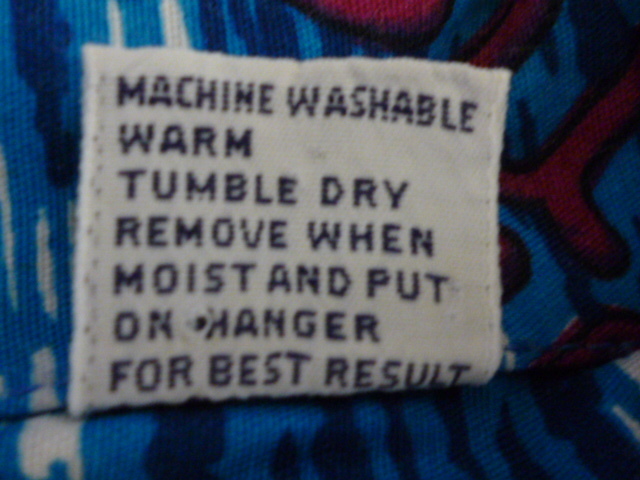 MACHINE WASHABLE
WARM
TUMBLE DRY
REMOVE WHEN
MOIST AND PUT
ON HANGER
FOR BEST RESULT